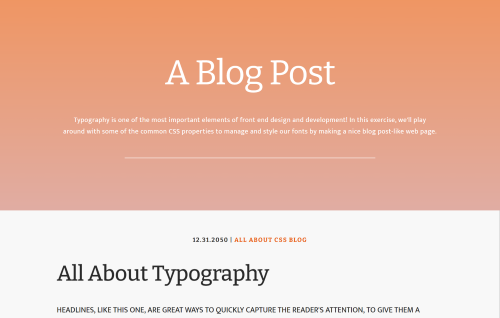 A Blog Post
Typography is one of the most important elements of front end design and development! In this exercise, we'll play
around with some of the common CSS properties to manage and style our fonts by making a nice blog post-like web page.
12.31.2050 | ALL ABOUT CSS BLOG
All About Typography
HEADLINES, LIKE THIS ONE, ARE GREAT WAYS TO QUICKLY CAPTURE THE READER'S ATTENTION, TO GIVE THEM A